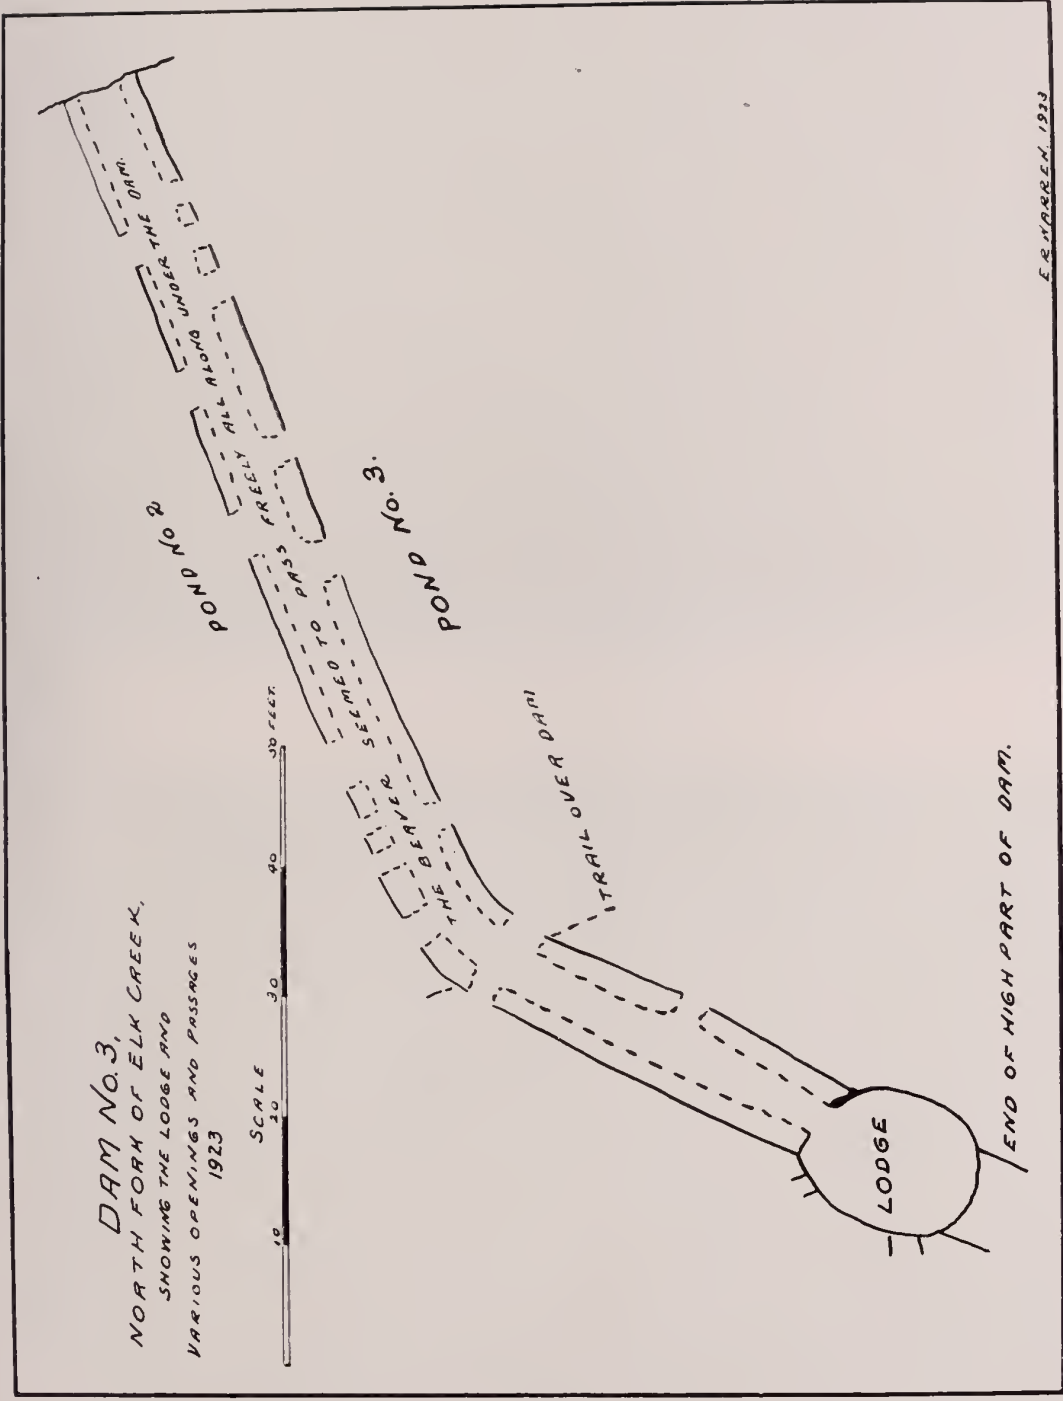 DAM No. 3,
NORTH FORK OF ELK CREEK,
SHOWING THE LODGE AND
VARIOUS OPENINGS AND PASSAGES
1923
SCALE
10 20 30 40 50 FEET.
POND No 2
THE BEAVER SEEMED TO PASS FREELY ALL ALONG UNDER THE DAM.
POND No. 3.
TRAIL OVER DAM
LODGE
END OF HIGH PART OF DAM.
E R WARREN. 1923